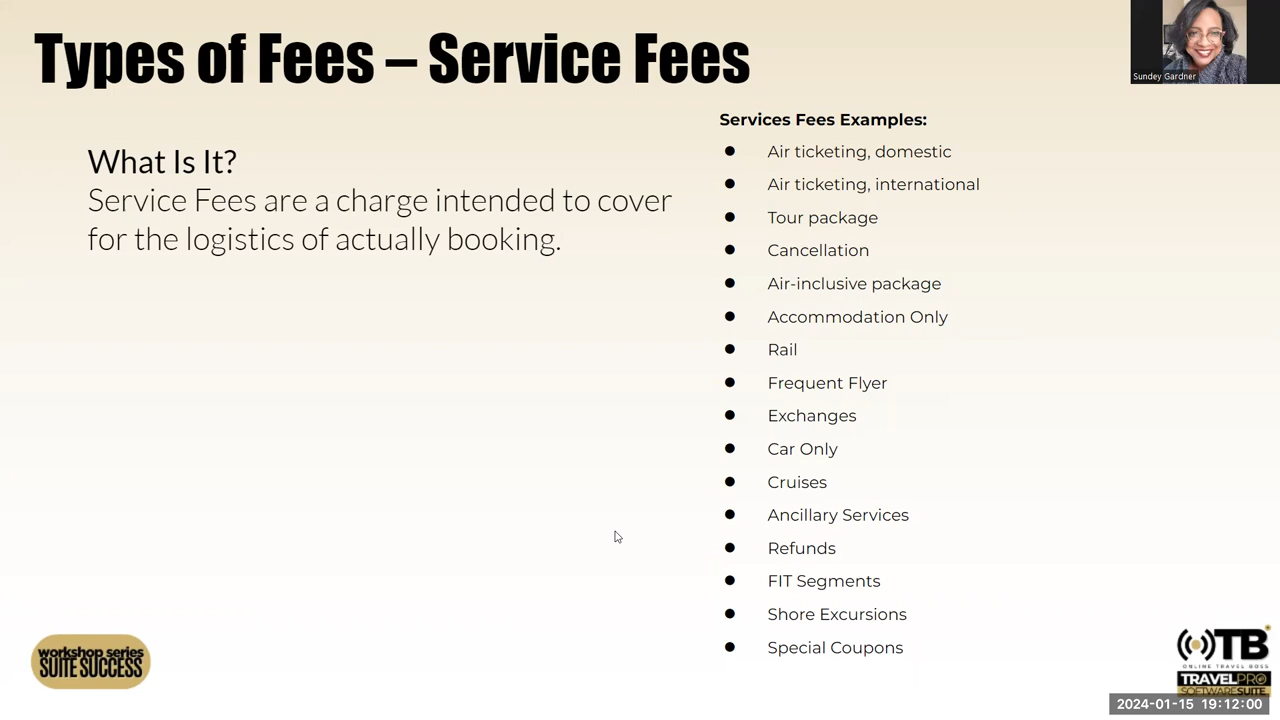 Types of Fees – Service Fees
Sundey Gardner
What Is It?
Service Fees are a charge intended to cover
for the logistics of actually booking.
Services Fees Examples:
● Air ticketing, domestic
● Air ticketing, international
● Tour package
● Cancellation
● Air-inclusive package
● Accommodation Only
● Rail
● Frequent Flyer
● Exchanges
● Car Only
● Cruises
● Ancillary Services
● Refunds
● FIT Segments
● Shore Excursions
● Special Coupons
workshop series
SUITE SUCCESS
OTB
ONLINE TRAVEL BOSS
TRAVELPRO
SOFTWARESUITE
2024-01-15 19:12:00